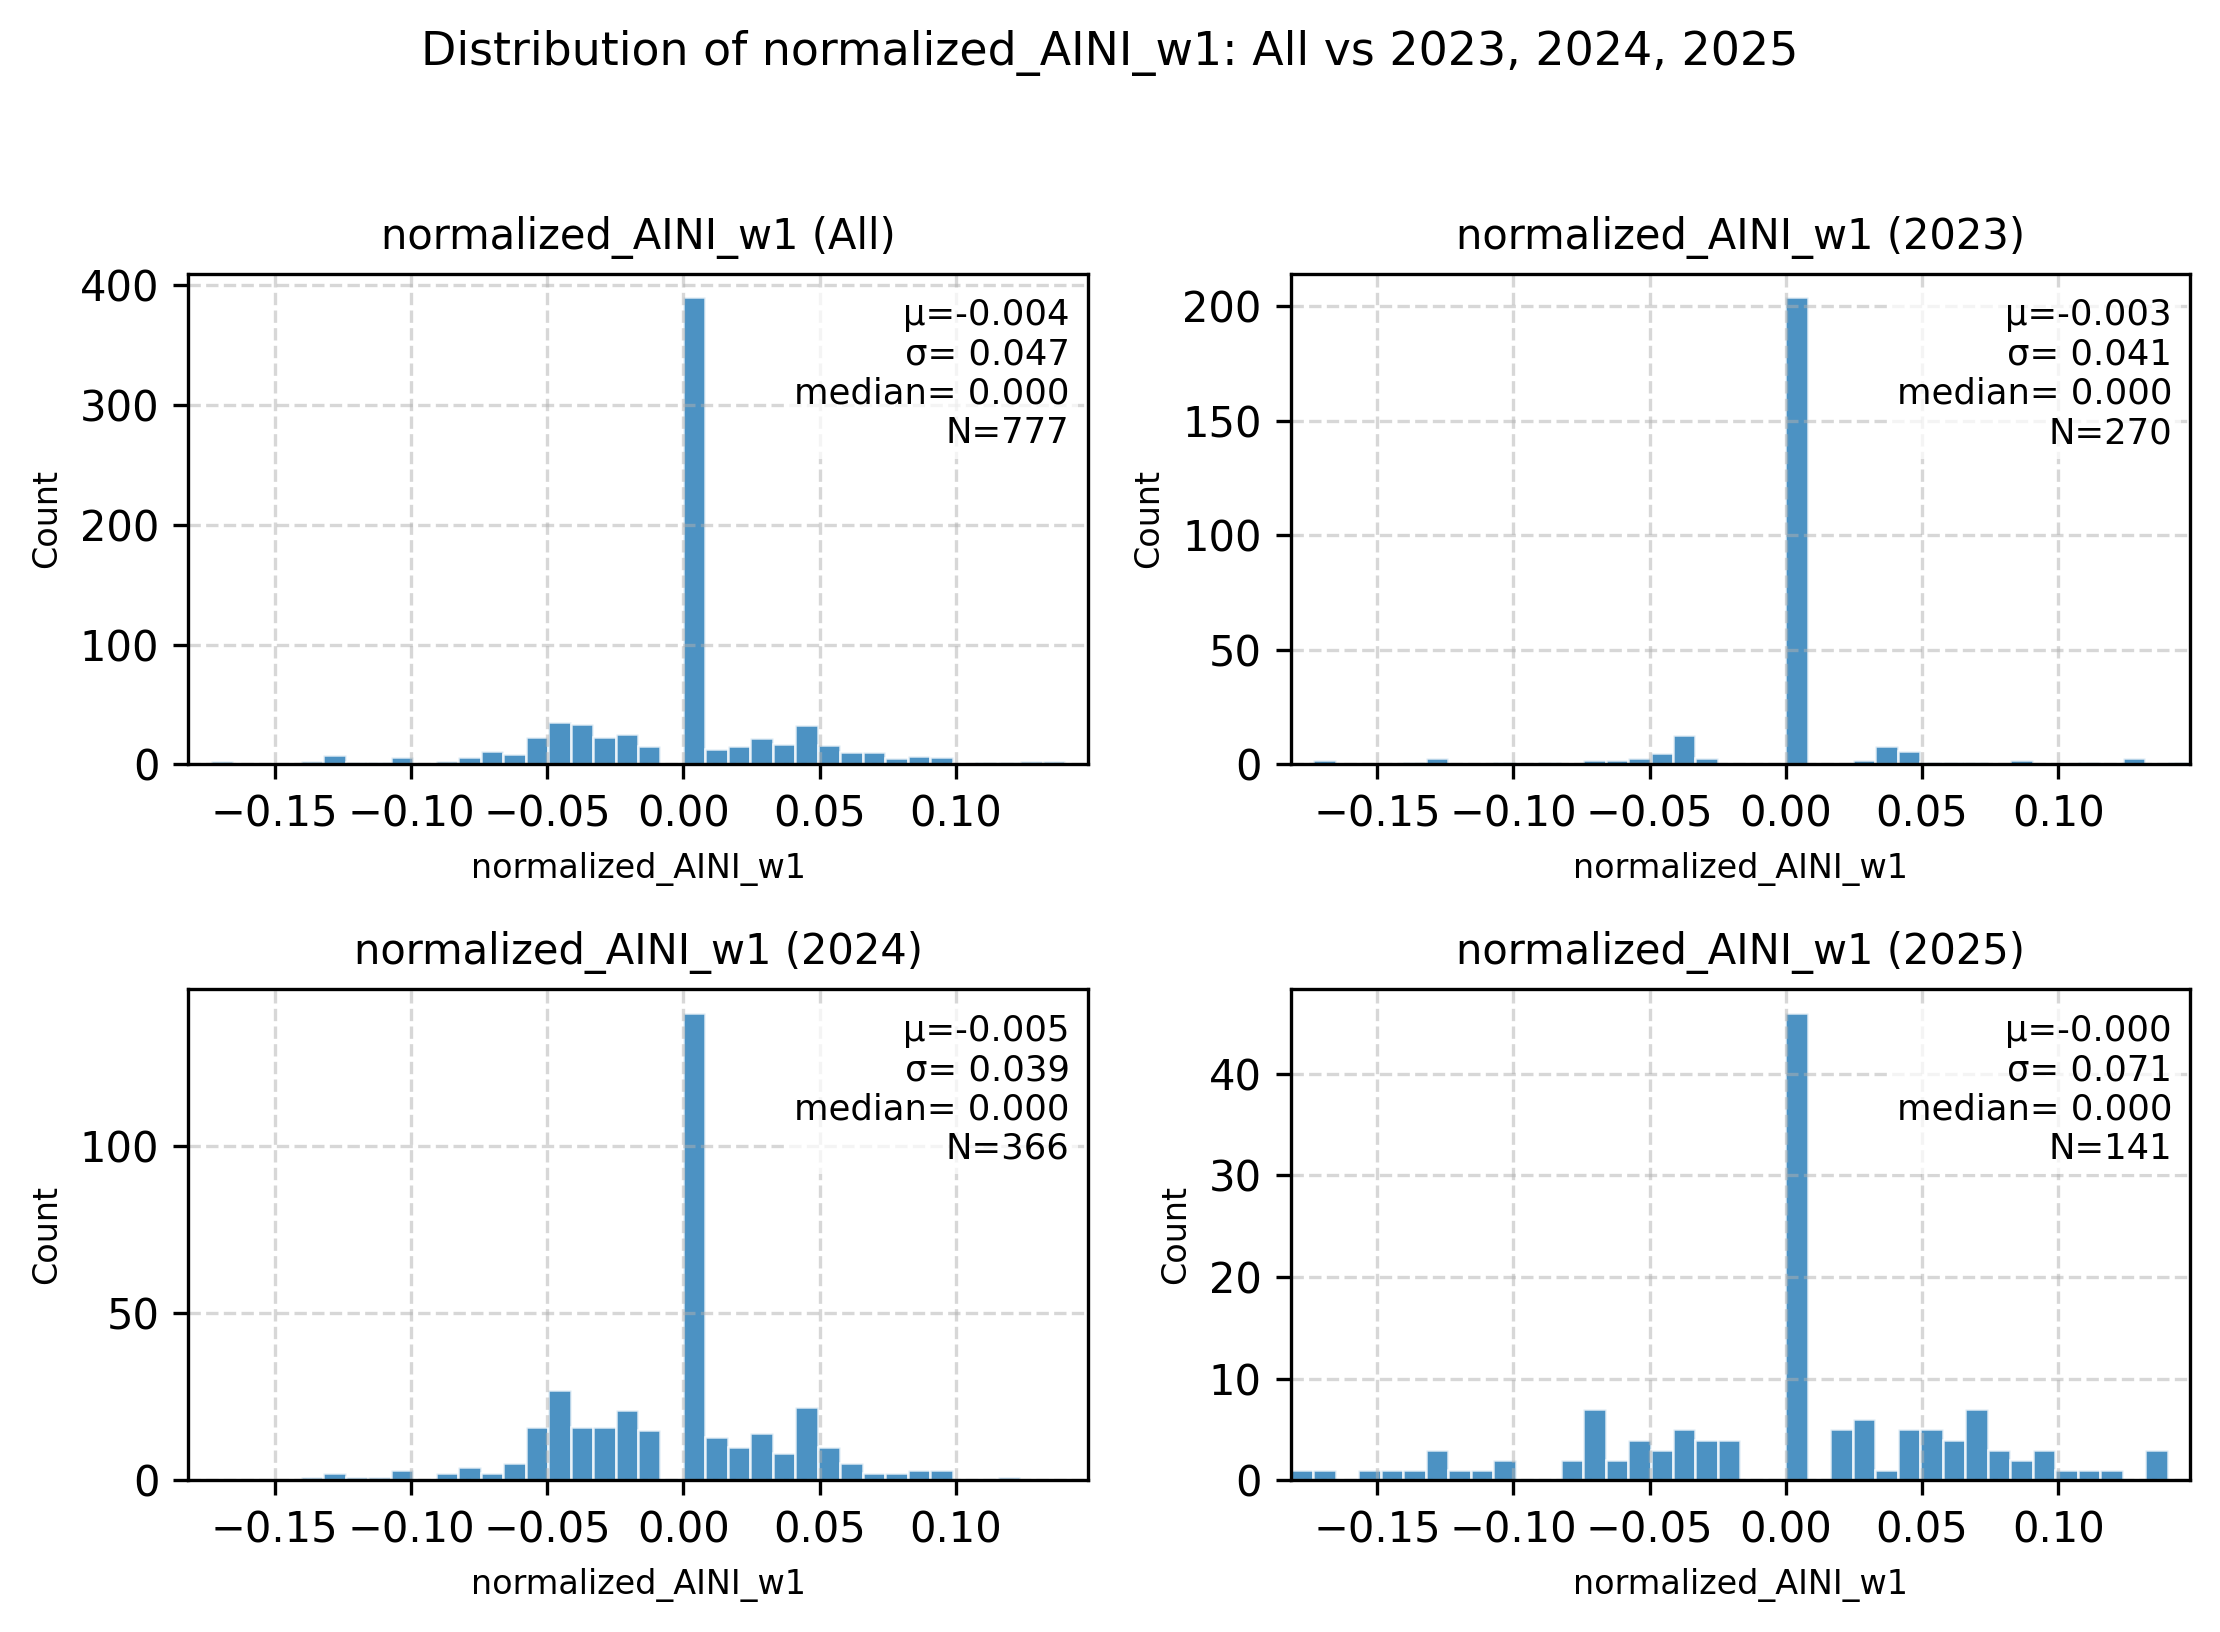 Distribution of normalized_AINI_w1: All vs 2023, 2024, 2025
normalized_AINI_w1 (All)
400
300
200
100
0
Count
μ=-0.004
σ= 0.047
median= 0.000
N=777
−0.15 −0.10 −0.05 0.00 0.05 0.10
normalized_AINI_w1
normalized_AINI_w1 (2023)
200
150
100
50
0
Count
μ=-0.003
σ= 0.041
median= 0.000
N=270
−0.15 −0.10 −0.05 0.00 0.05 0.10
normalized_AINI_w1
normalized_AINI_w1 (2024)
100
50
0
Count
μ=-0.005
σ= 0.039
median= 0.000
N=366
−0.15 −0.10 −0.05 0.00 0.05 0.10
normalized_AINI_w1
normalized_AINI_w1 (2025)
40
30
20
10
0
Count
μ=-0.000
σ= 0.071
median= 0.000
N=141
−0.15 −0.10 −0.05 0.00 0.05 0.10
normalized_AINI_w1